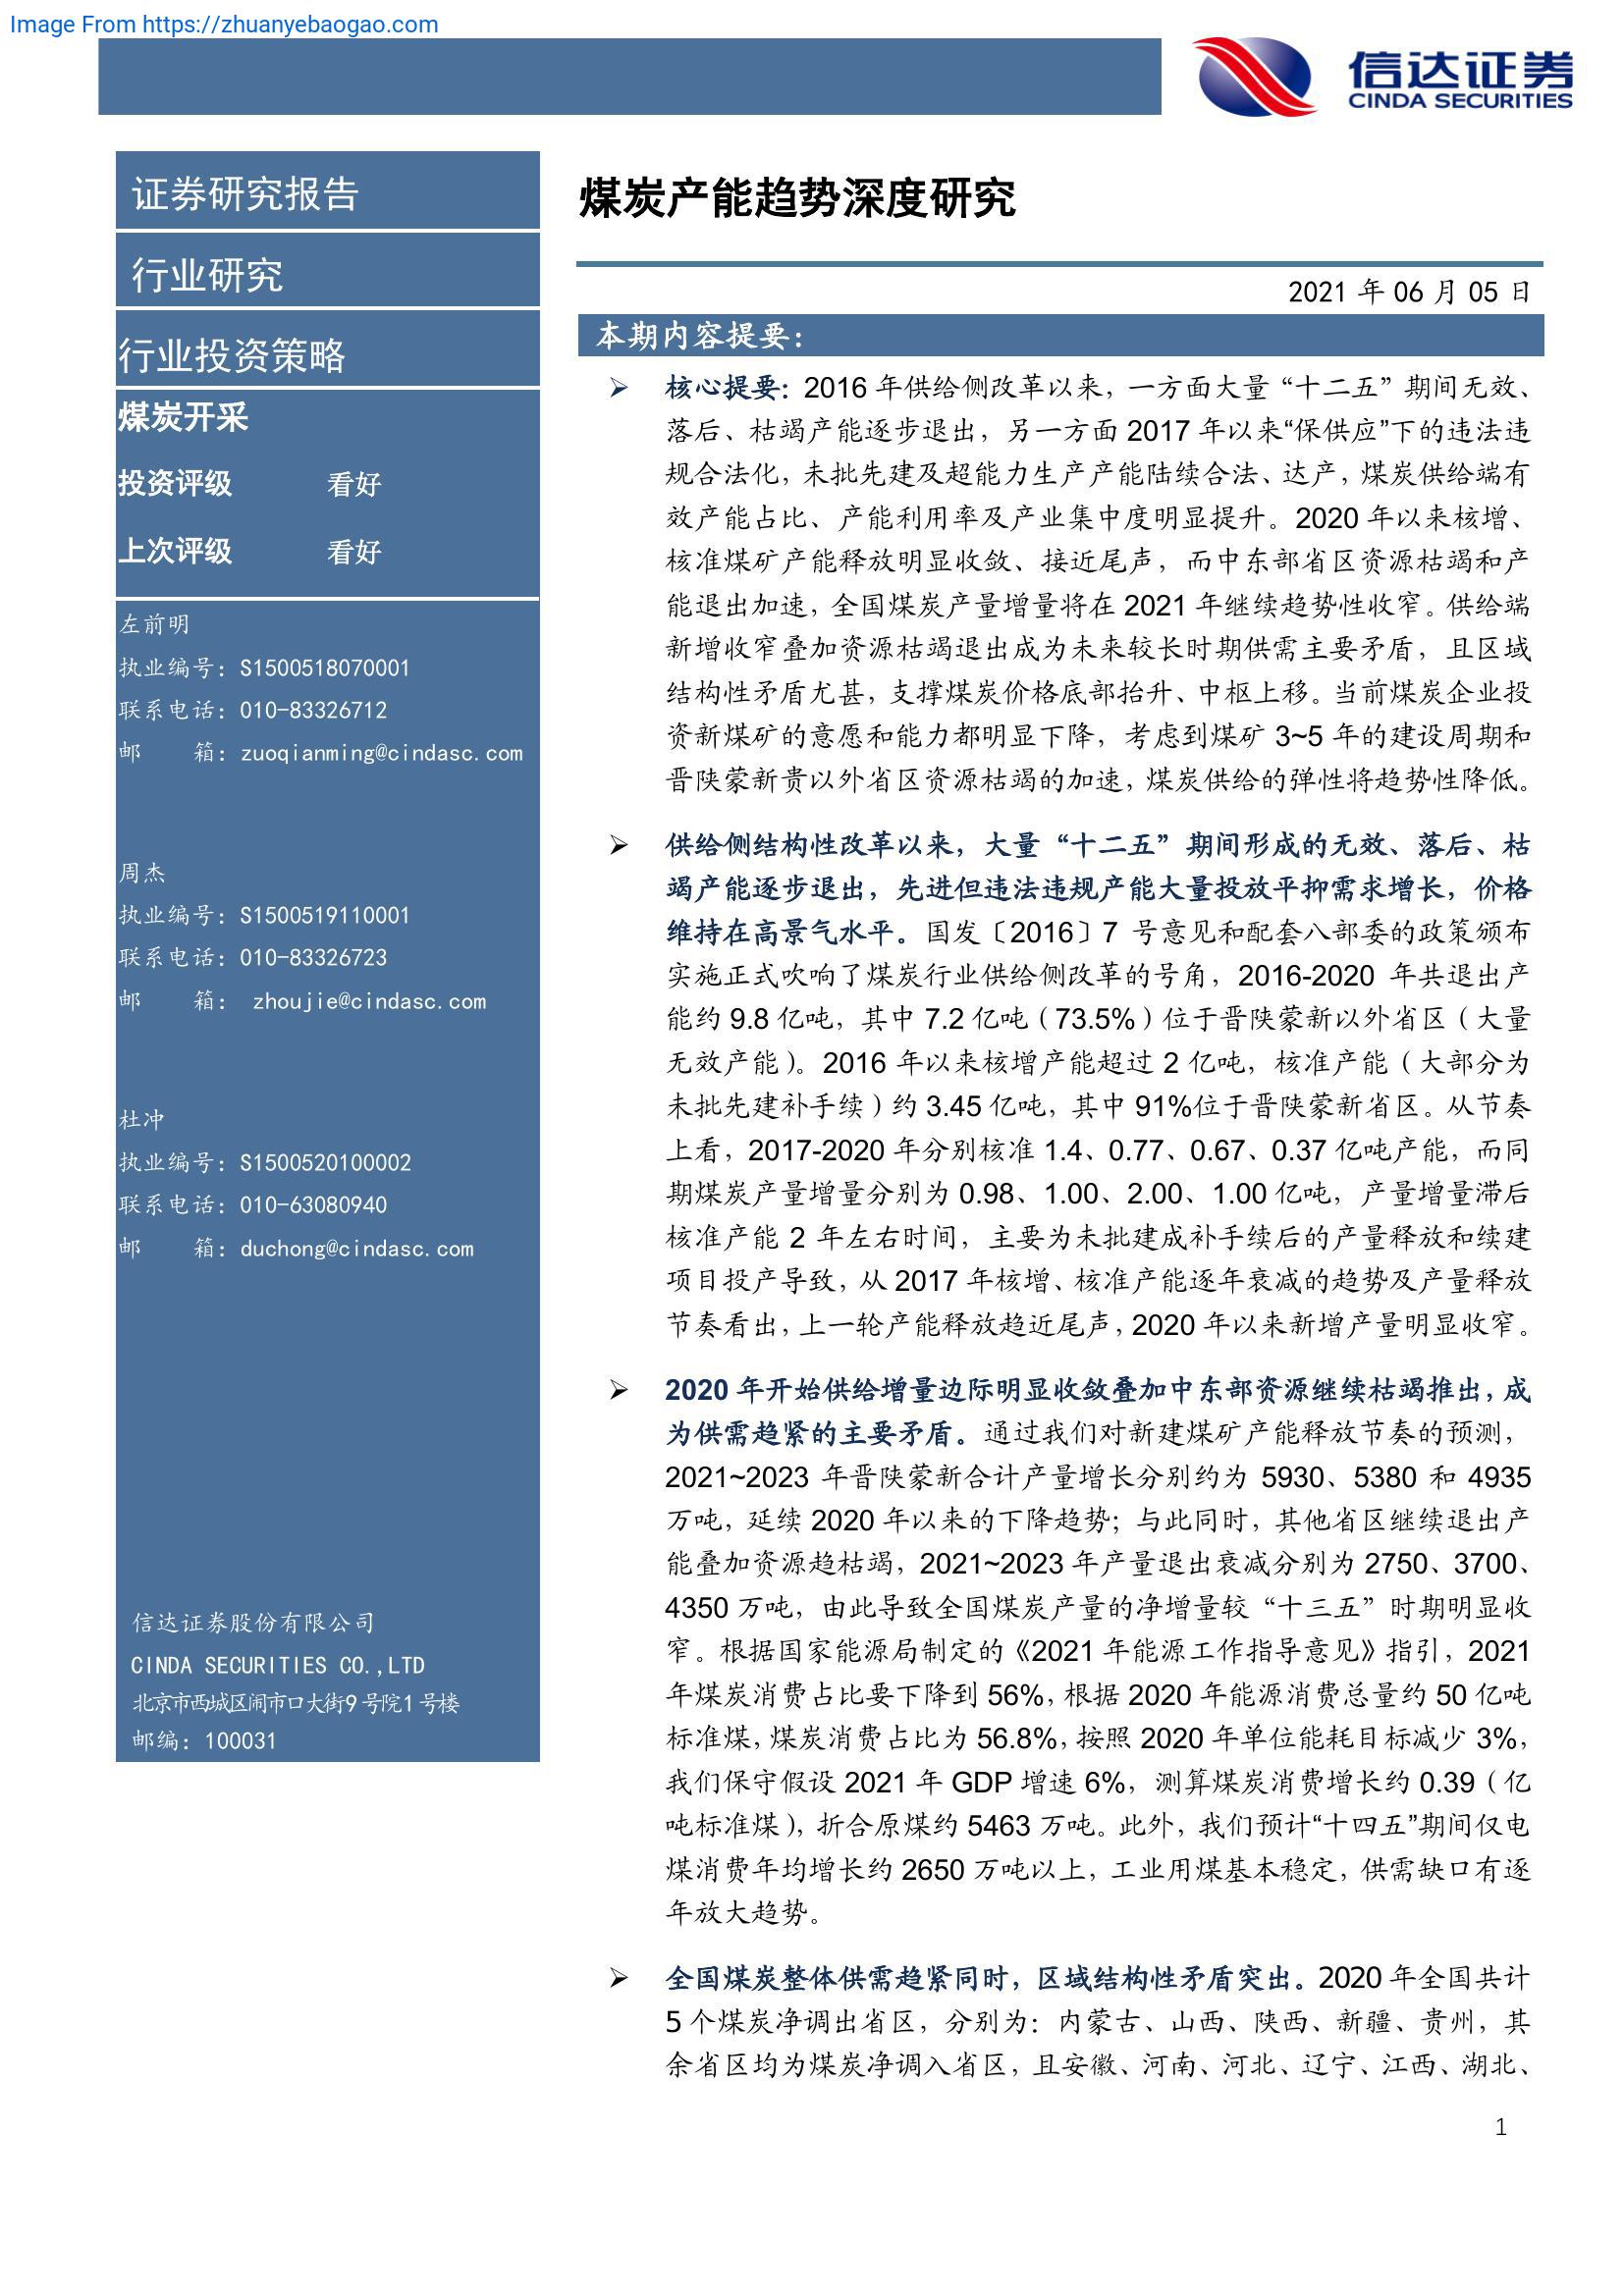 Image From https://zhuanyebaogao.com
信达证券
CINDA SECURITIES
证券研究报告
行业研究
行业投资策略
煤炭开采
投资评级 看好
上次评级 看好
左前明
执业编号：S1500518070001
联系电话：010-83326712
邮 箱：zuoqianming@cindasc.com
周杰
执业编号：S1500519110001
联系电话：010-83326723
邮 箱： zhoujie@cindasc.com
杜冲
执业编号：S1500520100002
联系电话：010-63080940
邮 箱：duchong@cindasc.com
信达证券股份有限公司
CINDA SECURITIES CO.,LTD
北京市西城区闹市口大街9号院1号楼
邮编：100031
煤炭产能趋势深度研究
2021 年 06 月 05 日
本期内容提要：
➢ 核心提要：2016 年供给侧改革以来，一方面大量“十二五”期间无效、
落后、枯竭产能逐步退出，另一方面 2017 年以来“保供应”下的违法违
规合法化，未批先建及超能力生产产能陆续合法、达产，煤炭供给端有
效产能占比、产能利用率及产业集中度明显提升。2020 年以来核增、
核准煤矿产能释放明显收敛、接近尾声，而中东部省区资源枯竭和产
能退出加速，全国煤炭产量增量将在 2021 年继续趋势性收窄。供给端
新增收窄叠加资源枯竭退出成为未来较长时期供需主要矛盾，且区域
结构性矛盾尤甚，支撑煤炭价格底部抬升、中枢上移。当前煤炭企业投
资新煤矿的意愿和能力都明显下降，考虑到煤矿 3~5 年的建设周期和
晋陕蒙新贵以外省区资源枯竭的加速，煤炭供给的弹性将趋势性降低。
➢ 供给侧结构性改革以来，大量“十二五”期间形成的无效、落后、枯
竭产能逐步退出，先进但违法违规产能大量投放平抑需求增长，价格
维持在高景气水平。国发〔2016〕7 号意见和配套八部委的政策颁布
实施正式吹响了煤炭行业供给侧改革的号角，2016-2020 年共退出产
能约 9.8 亿吨，其中 7.2 亿吨（73.5%）位于晋陕蒙新以外省区（大量
无效产能）。2016 年以来核增产能超过 2 亿吨，核准产能（大部分为
未批先建补手续）约 3.45 亿吨，其中 91%位于晋陕蒙新省区。从节奏
上看，2017-2020 年分别核准 1.4、0.77、0.67、0.37 亿吨产能，而同
期煤炭产量增量分别为 0.98、1.00、2.00、1.00 亿吨，产量增量滞后
核准产能 2 年左右时间，主要为未批建成补手续后的产量释放和续建
项目投产导致，从 2017 年核增、核准产能逐年衰减的趋势及产量释放
节奏看出，上一轮产能释放趋近尾声，2020 年以来新增产量明显收窄。
➢ 2020 年开始供给增量边际明显收敛叠加中东部资源继续枯竭推出，成
为供需趋紧的主要矛盾。通过我们对新建煤矿产能释放节奏的预测，
2021~2023 年晋陕蒙新合计产量增长分别约为 5930、5380 和 4935
万吨，延续 2020 年以来的下降趋势；与此同时，其他省区继续退出产
能叠加资源趋枯竭，2021~2023 年产量退出衰减分别为 2750、3700、
4350 万吨，由此导致全国煤炭产量的净增量较“十三五”时期明显收
窄。根据国家能源局制定的《2021 年能源工作指导意见》指引，2021
年煤炭消费占比要下降到 56%，根据 2020 年能源消费总量约 50 亿吨
标准煤，煤炭消费占比为 56.8%，按照 2020 年单位能耗目标减少 3%，
我们保守假设 2021 年 GDP 增速 6%，测算煤炭消费增长约 0.39（亿
吨标准煤），折合原煤约 5463 万吨。此外，我们预计“十四五”期间仅电
煤消费年均增长约 2650 万吨以上，工业用煤基本稳定，供需缺口有逐
年放大趋势。
➢ 全国煤炭整体供需趋紧同时，区域结构性矛盾突出。2020 年全国共计
5 个煤炭净调出省区，分别为：内蒙古、山西、陕西、新疆、贵州，其
余省区均为煤炭净调入省区，且安徽、河南、河北、辽宁、江西、湖北、
1